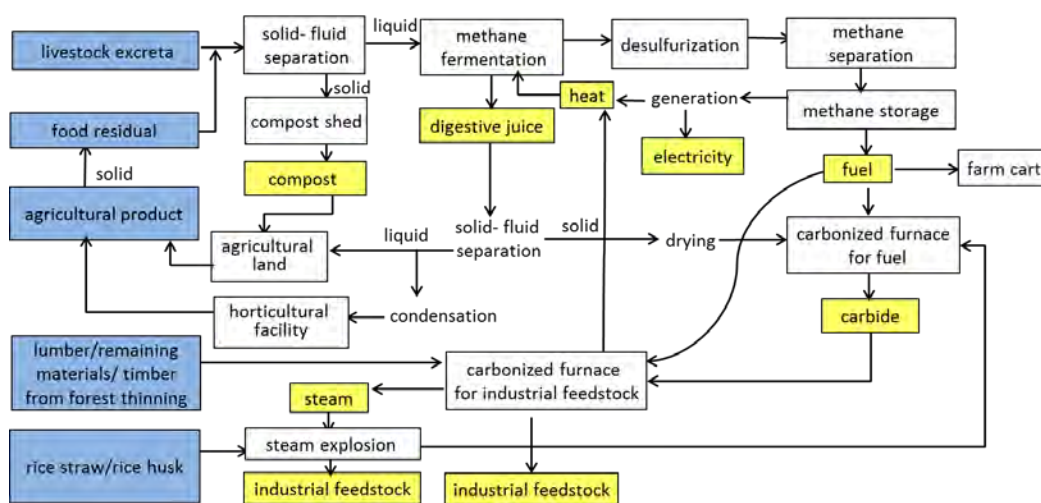 livestock excreta
solid- fluid
separation
liquid
methane
fermentation
desulfurization
methane
separation
solid
food residual
compost shed
heat
generation
methane storage
digestive juice
electricity
solid
compost
fuel
farm cart
agricultural product
agricultural
land
liquid
solid- fluid
separation
solid
drying
carbonized furnace
for fuel
horticultural
facility
condensation
carbide
lumber/remaining
materials/ timber
from forest thinning
carbonized furnace
for industrial feedstock
steam
steam explosion
rice straw/rice husk
industrial feedstock
industrial feedstock